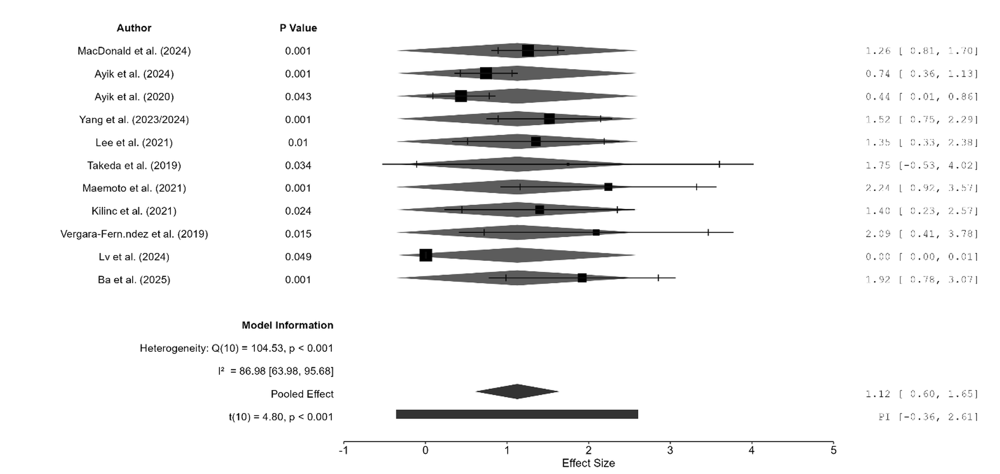 Author P Value
MacDonald et al. (2024) 0.001 1.26 [ 0.81, 1.70]
Ayik et al. (2024) 0.001 0.74 [ 0.36, 1.13]
Ayik et al. (2020) 0.043 0.44 [ 0.01, 0.86]
Yang et al. (2023/2024) 0.001 1.52 [ 0.75, 2.29]
Lee et al. (2021) 0.01 1.35 [ 0.33, 2.38]
Takeda et al. (2019) 0.034 1.75 [-0.53, 4.02]
Maemoto et al. (2021) 0.001 2.24 [ 0.92, 3.57]
Kilinc et al. (2021) 0.024 1.40 [ 0.23, 2.57]
Vergara-Fern.ndez et al. (2019) 0.015 2.09 [ 0.41, 3.78]
Lv et al. (2024) 0.049 0.00 [ 0.00, 0.01]
Ba et al. (2025) 0.001 1.92 [ 0.78, 3.07]
Model Information
Heterogeneity: Q(10) = 104.53, p < 0.001
I² = 86.98 [63.98, 95.68]
Pooled Effect 1.12 [ 0.60, 1.65]
t(10) = 4.80, p < 0.001 PI [-0.36, 2.61]
-1 0 1 2 3 4 5
Effect Size